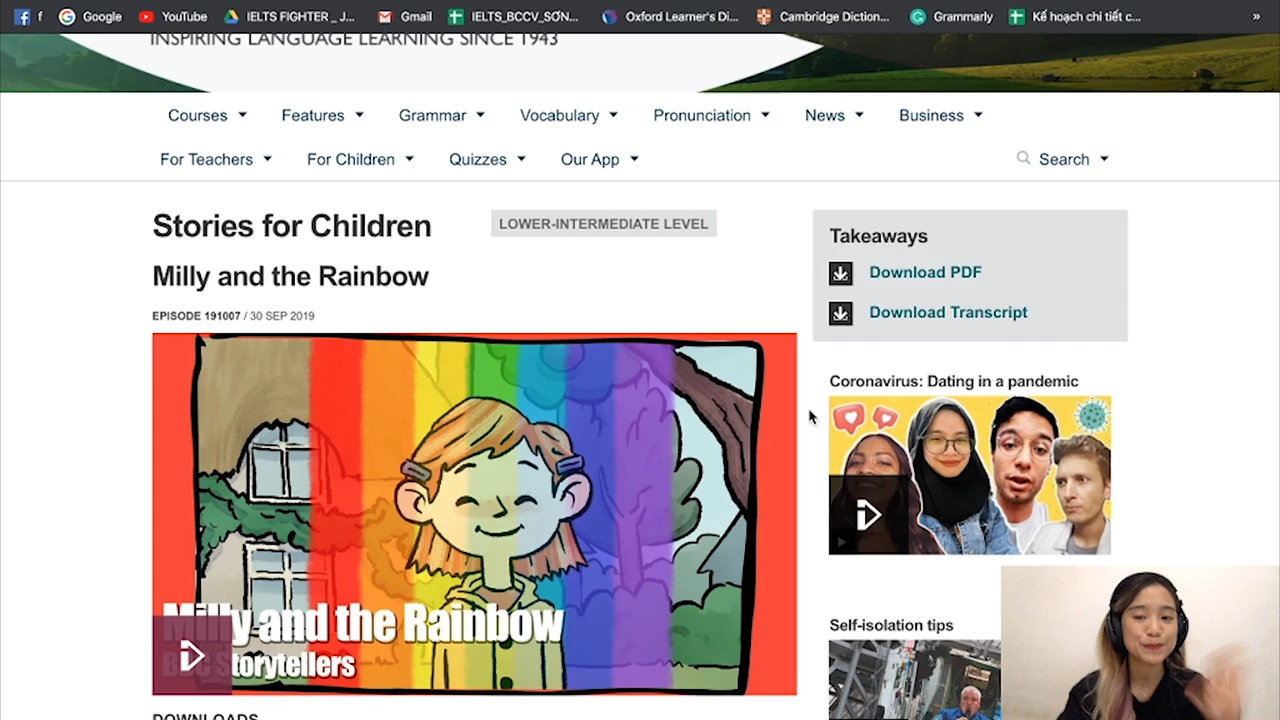 f
Google
YouTube
IELTS FIGHTER _ J...
Gmail
IELTS_BCCV_SƠN...
Oxford Learner's Di...
Cambridge Diction...
Grammarly
Kế hoạch chi tiết c...
»
INSPIRING LANGUAGE LEARNING SINCE 1943
Courses
Features
Grammar
Vocabulary
Pronunciation
News
Business
For Teachers
For Children
Quizzes
Our App
Search
Stories for Children
LOWER-INTERMEDIATE LEVEL
Milly and the Rainbow
EPISODE 191007 / 30 SEP 2019
Milly and the Rainbow
BBC Storytellers
DOWNLOADS
Takeaways
Download PDF
Download Transcript
Coronavirus: Dating in a pandemic
Self-isolation tips